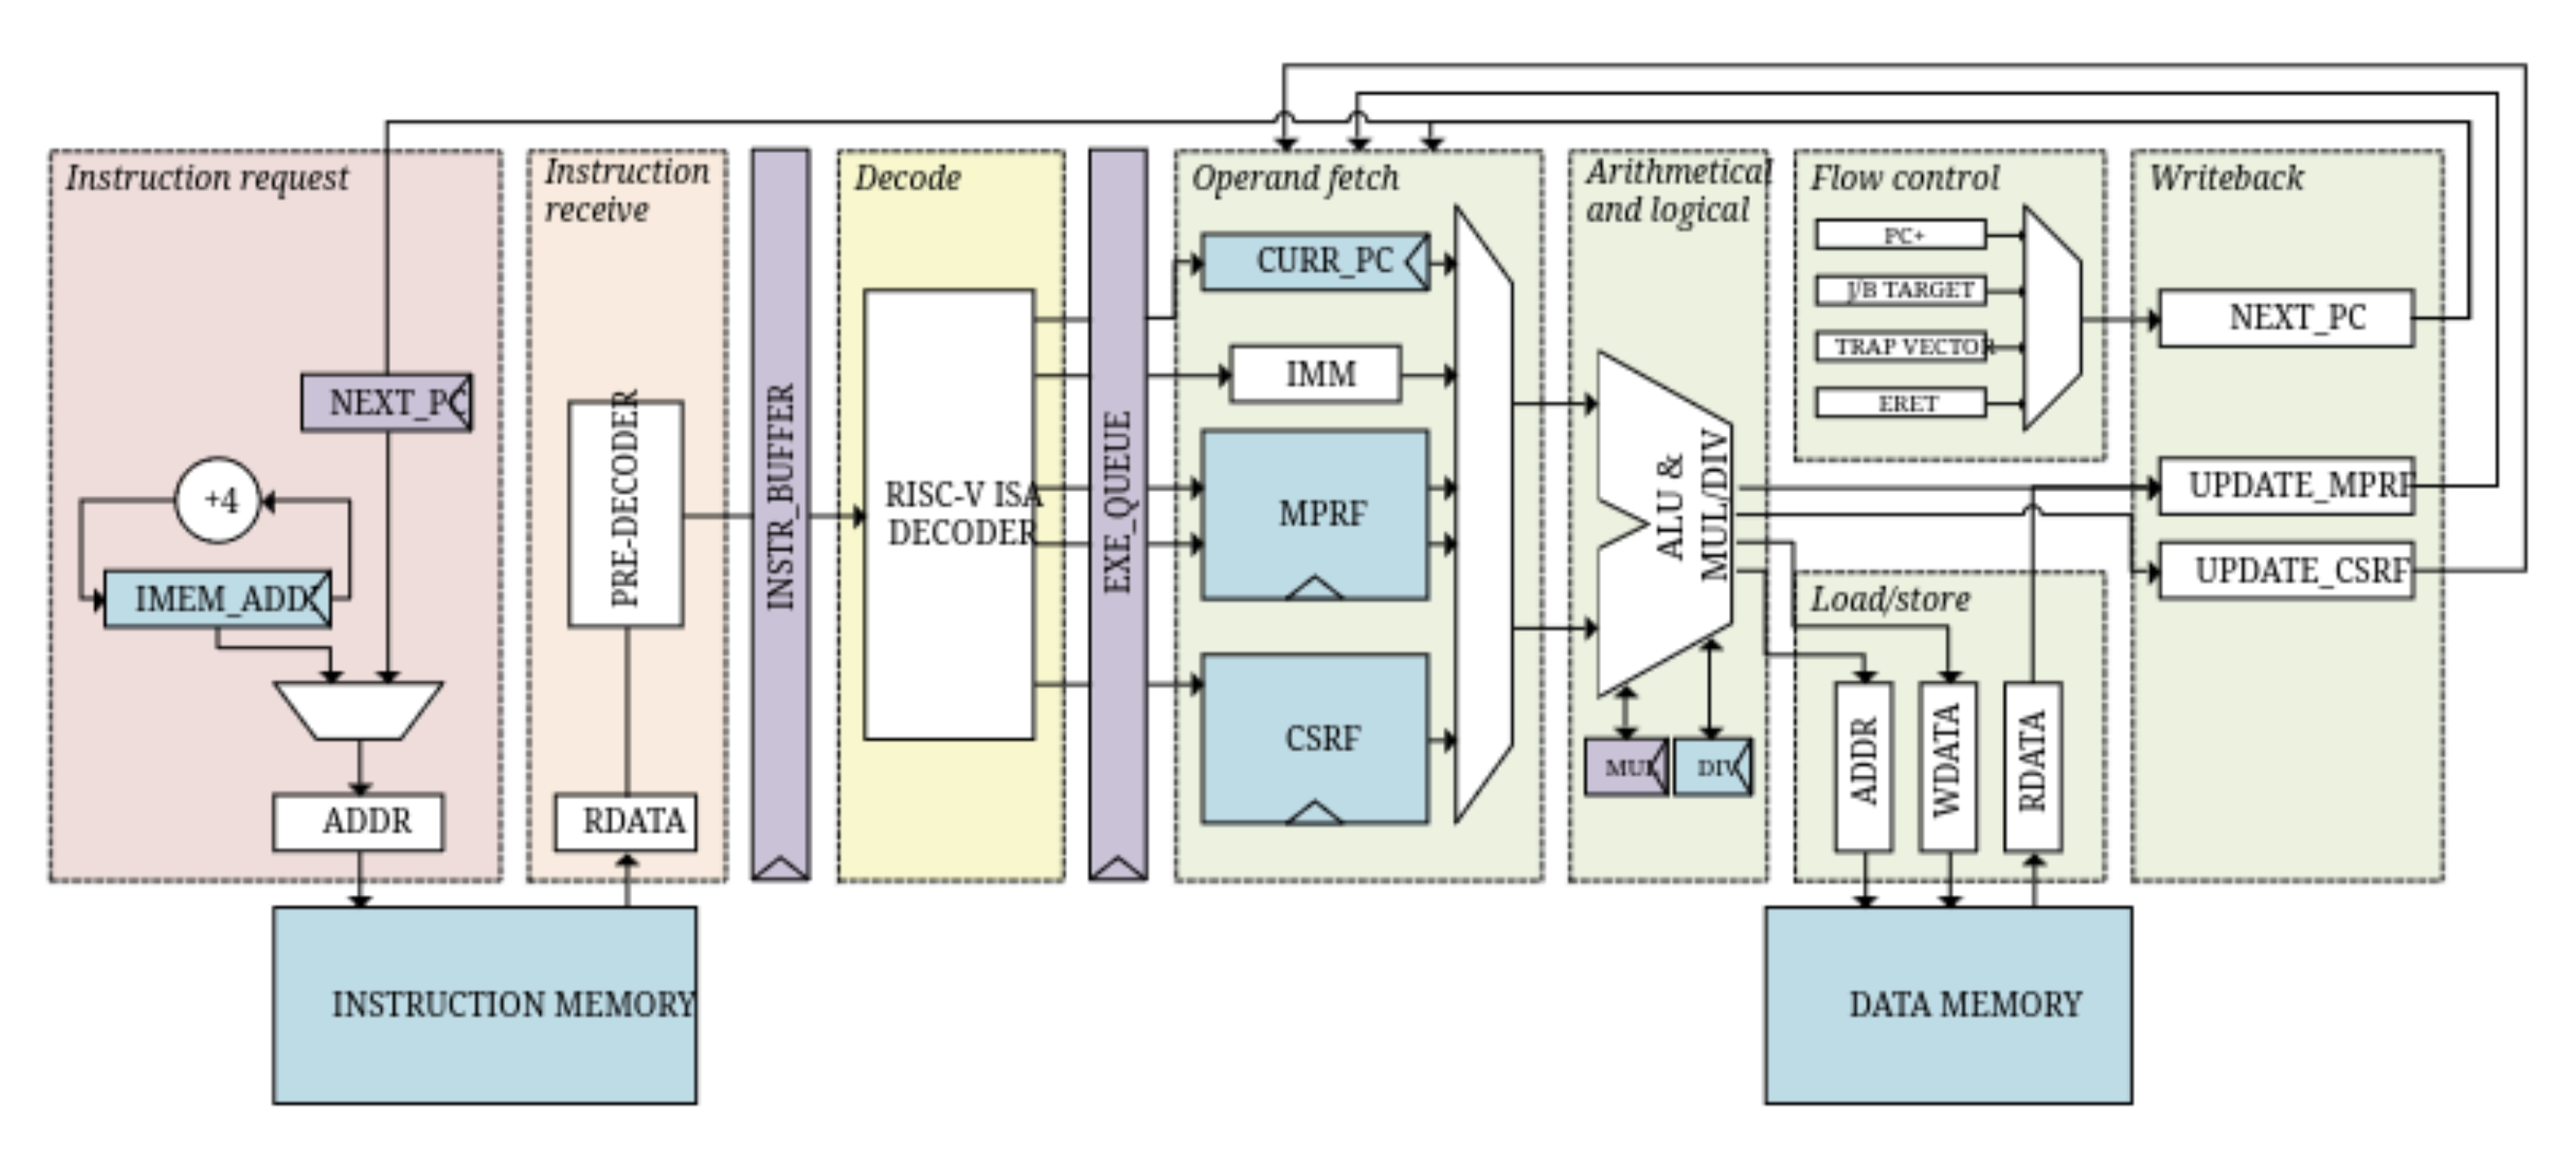 Instruction request
NEXT_PC
+4
IMEM_ADD
ADDR
Instruction
receive
PRE-DECODER
RDATA
INSTRUCTION MEMORY
INSTR_BUFFER
Decode
RISC-V ISA
DECODER
EXE_QUEUE
Operand fetch
CURR_PC
IMM
MPRF
CSRF
Arithmetical
and logical
ALU &
MUL/DIV
MUL
DIV
Flow control
PC+
J/B TARGET
TRAP VECTOR
ERET
Load/store
ADDR
WDATA
RDATA
DATA MEMORY
Writeback
NEXT_PC
UPDATE_MPRF
UPDATE_CSRF